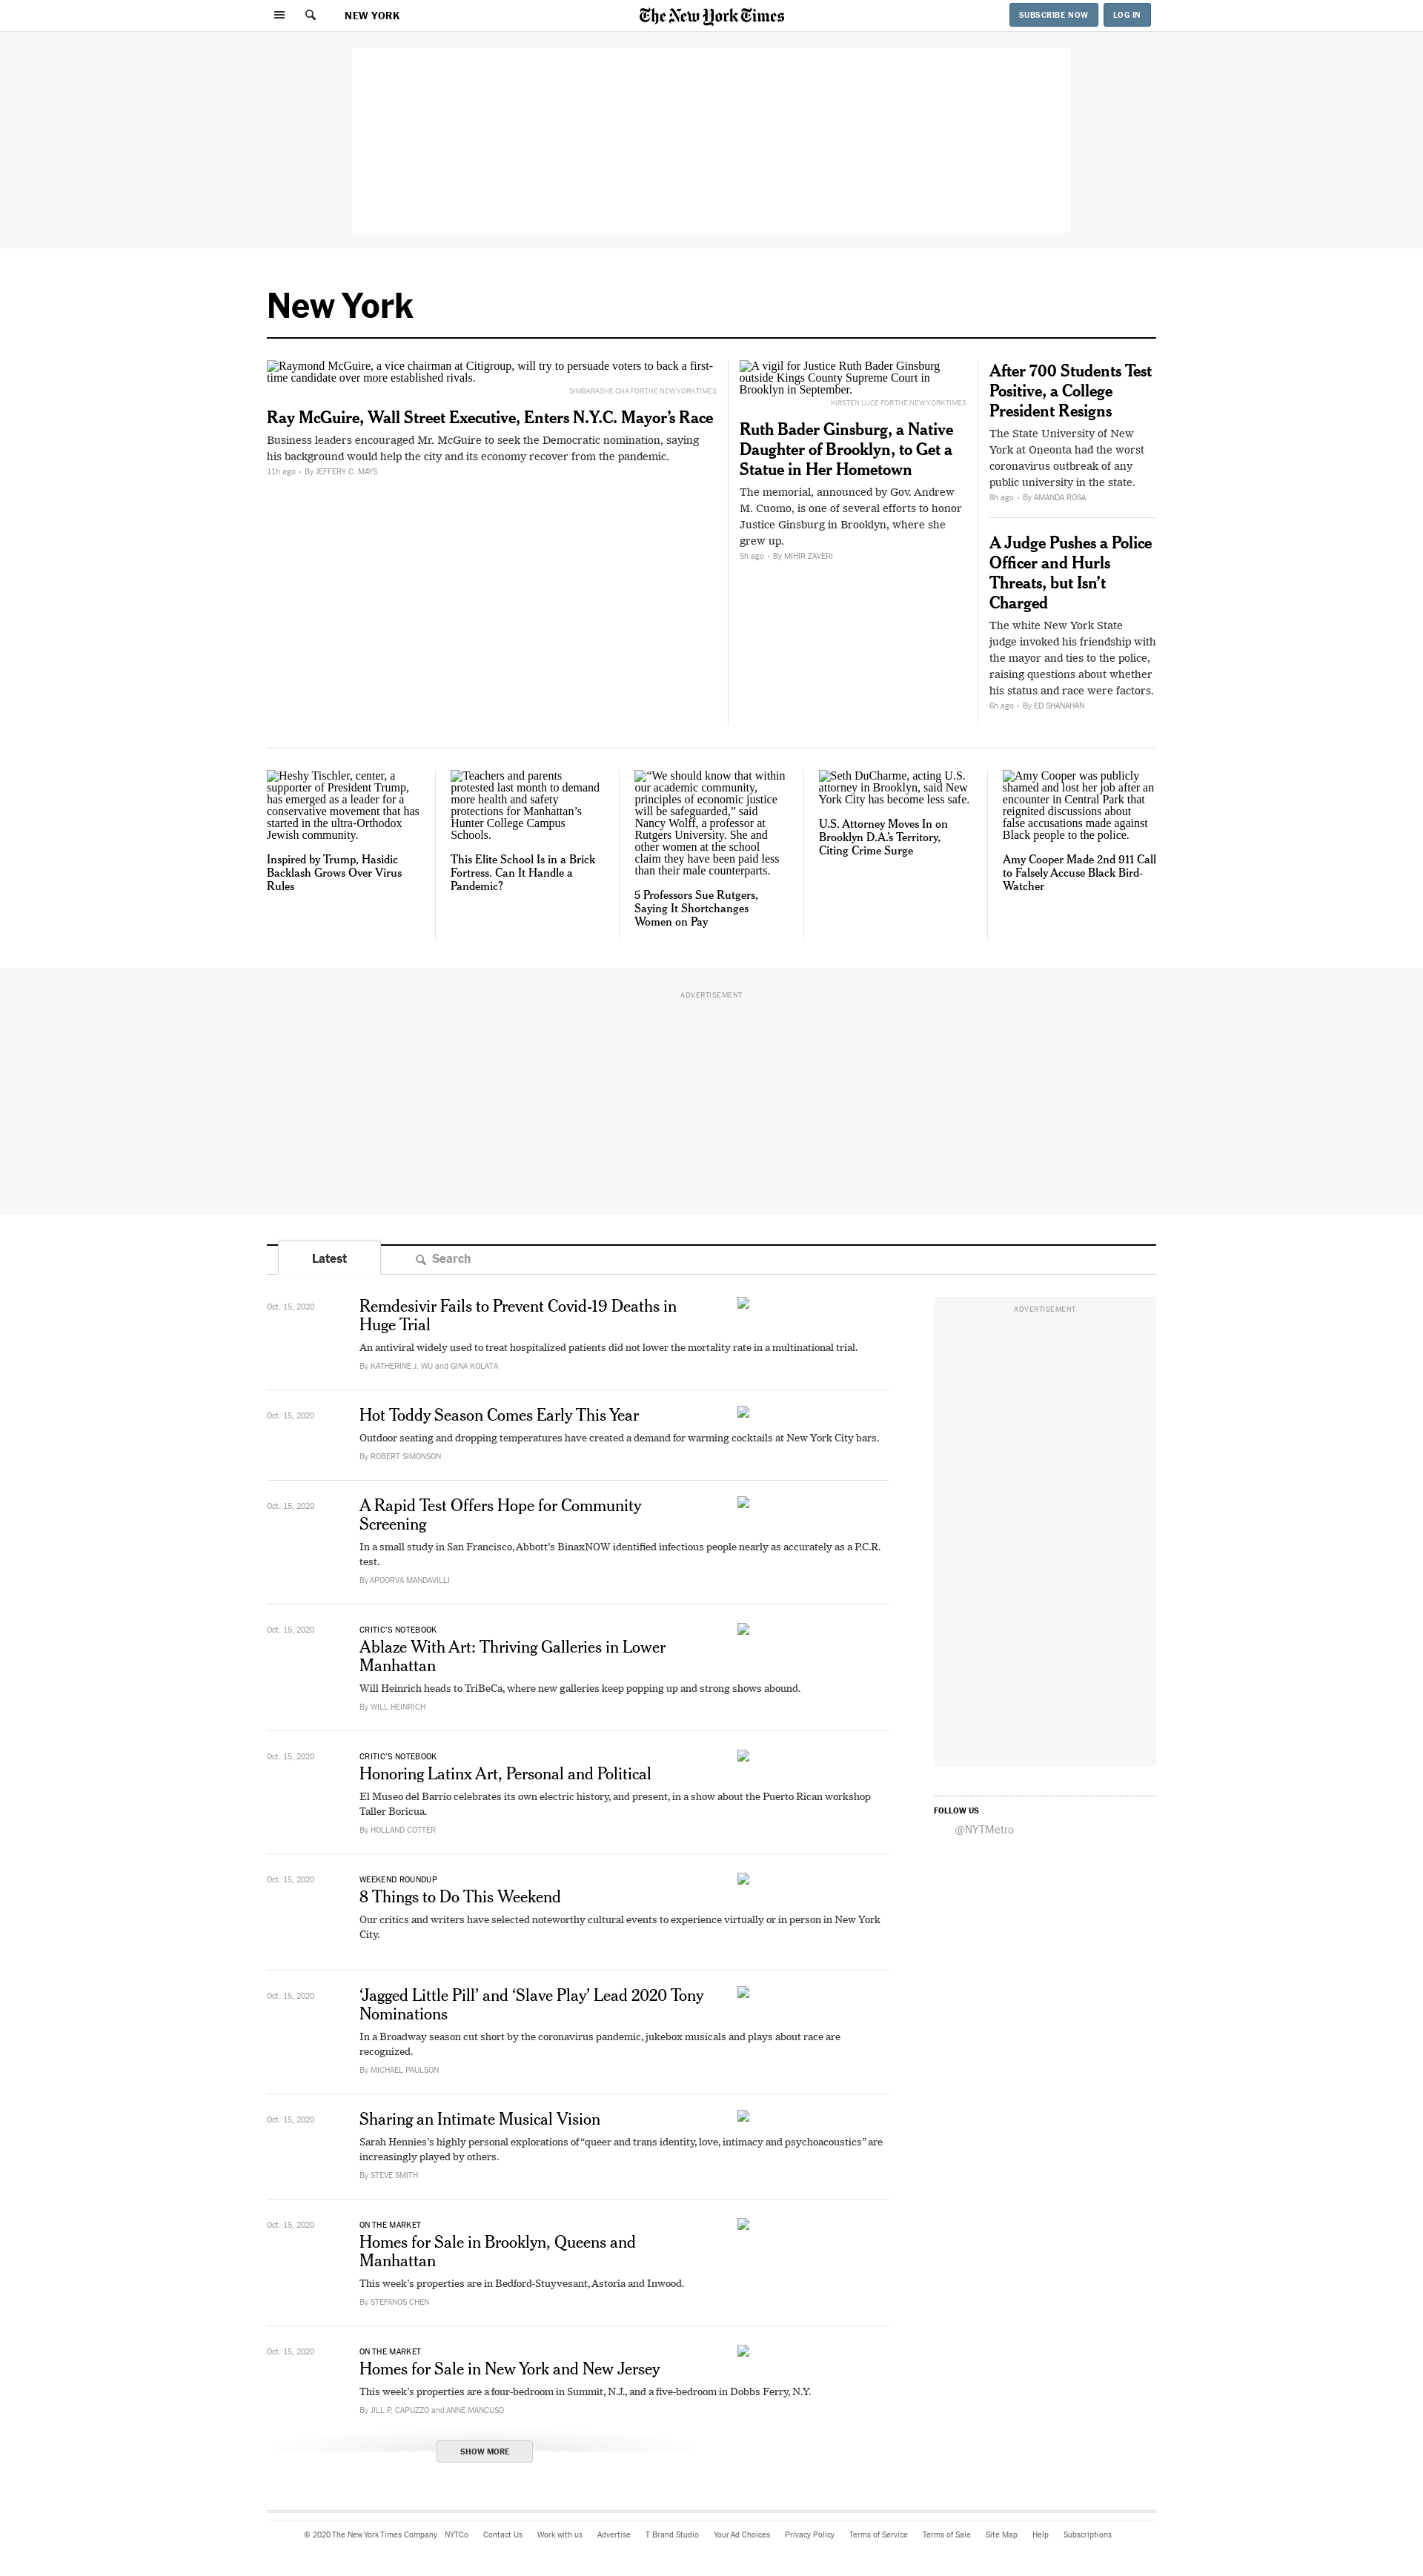 NEW YORK
The New York Times
SUBSCRIBE NOW
LOG IN
New York
Raymond McGuire, a vice chairman at Citigroup, will try to persuade voters to back a first-
time candidate over more established rivals.
SIMBARASHE CHA FOR THE NEW YORK TIMES
Ray McGuire, Wall Street Executive, Enters N.Y.C. Mayor’s Race
Business leaders encouraged Mr. McGuire to seek the Democratic nomination, saying
his background would help the city and its economy recover from the pandemic.
11h ago • By JEFFERY C. MAYS
A vigil for Justice Ruth Bader Ginsburg
outside Kings County Supreme Court in
Brooklyn in September.
KIRSTEN LUCE FOR THE NEW YORK TIMES
Ruth Bader Ginsburg, a Native
Daughter of Brooklyn, to Get a
Statue in Her Hometown
The memorial, announced by Gov. Andrew
M. Cuomo, is one of several efforts to honor
Justice Ginsburg in Brooklyn, where she
grew up.
5h ago • By MIHIR ZAVERI
After 700 Students Test
Positive, a College
President Resigns
The State University of New
York at Oneonta had the worst
coronavirus outbreak of any
public university in the state.
8h ago • By AMANDA ROSA
A Judge Pushes a Police
Officer and Hurls
Threats, but Isn’t
Charged
The white New York State
judge invoked his friendship with
the mayor and ties to the police,
raising questions about whether
his status and race were factors.
6h ago • By ED SHANAHAN
Heshy Tischler, center, a
supporter of President Trump,
has emerged as a leader for a
conservative movement that has
started in the ultra-Orthodox
Jewish community.
Inspired by Trump, Hasidic
Backlash Grows Over Virus
Rules
Teachers and parents
protested last month to demand
more health and safety
protections for Manhattan’s
Hunter College Campus
Schools.
This Elite School Is in a Brick
Fortress. Can It Handle a
Pandemic?
“We should know that within
our academic community,
principles of economic justice
will be safeguarded,” said
Nancy Wolff, a professor at
Rutgers University. She and
other women at the school
claim they have been paid less
than their male counterparts.
5 Professors Sue Rutgers,
Saying It Shortchanges
Women on Pay
Seth DuCharme, acting U.S.
attorney in Brooklyn, said New
York City has become less safe.
U.S. Attorney Moves In on
Brooklyn D.A.’s Territory,
Citing Crime Surge
Amy Cooper was publicly
shamed and lost her job after an
encounter in Central Park that
reignited discussions about
false accusations made against
Black people to the police.
Amy Cooper Made 2nd 911 Call
to Falsely Accuse Black Bird-
Watcher
ADVERTISEMENT
Latest
Search
Oct. 15, 2020
Remdesivir Fails to Prevent Covid-19 Deaths in
Huge Trial
An antiviral widely used to treat hospitalized patients did not lower the mortality rate in a multinational trial.
By KATHERINE J. WU and GINA KOLATA
ADVERTISEMENT
Oct. 15, 2020
Hot Toddy Season Comes Early This Year
Outdoor seating and dropping temperatures have created a demand for warming cocktails at New York City bars.
By ROBERT SIMONSON
Oct. 15, 2020
A Rapid Test Offers Hope for Community
Screening
In a small study in San Francisco, Abbott’s BinaxNOW identified infectious people nearly as accurately as a P.C.R.
test.
By APOORVA MANDAVILLI
Oct. 15, 2020
CRITIC’S NOTEBOOK
Ablaze With Art: Thriving Galleries in Lower
Manhattan
Will Heinrich heads to TriBeCa, where new galleries keep popping up and strong shows abound.
By WILL HEINRICH
Oct. 15, 2020
CRITIC’S NOTEBOOK
Honoring Latinx Art, Personal and Political
El Museo del Barrio celebrates its own electric history, and present, in a show about the Puerto Rican workshop
Taller Boricua.
By HOLLAND COTTER
FOLLOW US
@NYTMetro
Oct. 15, 2020
WEEKEND ROUNDUP
8 Things to Do This Weekend
Our critics and writers have selected noteworthy cultural events to experience virtually or in person in New York
City.
Oct. 15, 2020
‘Jagged Little Pill’ and ‘Slave Play’ Lead 2020 Tony
Nominations
In a Broadway season cut short by the coronavirus pandemic, jukebox musicals and plays about race are
recognized.
By MICHAEL PAULSON
Oct. 15, 2020
Sharing an Intimate Musical Vision
Sarah Hennies’s highly personal explorations of “queer and trans identity, love, intimacy and psychoacoustics” are
increasingly played by others.
By STEVE SMITH
Oct. 15, 2020
ON THE MARKET
Homes for Sale in Brooklyn, Queens and
Manhattan
This week’s properties are in Bedford-Stuyvesant, Astoria and Inwood.
By STEFANOS CHEN
Oct. 15, 2020
ON THE MARKET
Homes for Sale in New York and New Jersey
This week’s properties are a four-bedroom in Summit, N.J., and a five-bedroom in Dobbs Ferry, N.Y.
By JILL P. CAPUZZO and ANNE MANCUSO
SHOW MORE
© 2020 The New York Times Company NYTCo Contact Us Work with us Advertise T Brand Studio Your Ad Choices Privacy Policy Terms of Service Terms of Sale Site Map Help Subscriptions